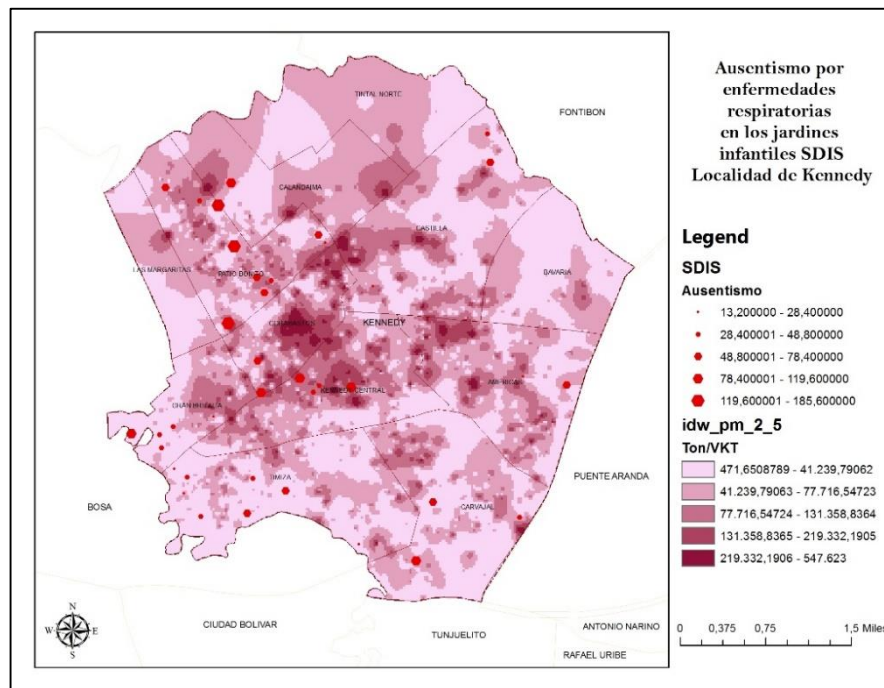 Ausentismo por
enfermedades
respiratorias
en los jardines
infantiles SDIS
Localidad de Kennedy
TINTAL NORTE
FONTIBON
CALANDAIMA
CASTILLA
LAS MARGARITAS
PATIO BONITO
BAVARIA
KENNEDY
AMERICAS
KENNEDY CENTRAL
GRAN BRITALIA
TIMIZA
CARVAJAL
BOSA
PUENTE ARANDA
CIUDAD BOLIVAR
TUNJUELITO
ANTONIO NARINO
RAFAEL URIBE
N
W
E
S
Legend
SDIS
Ausentismo
13,200000 - 28,400000
28,400001 - 48,800000
48,800001 - 78,400000
78,400001 - 119,600000
119,600001 - 185,600000
idw_pm_2_5
Ton/VKT
471,6508789 - 41.239,79062
41.239,79063 - 77.716,54723
77.716,54724 - 131.358,8364
131.358,8365 - 219.332,1905
219.332,1906 - 547.623
0 0,375 0,75 1,5 Miles